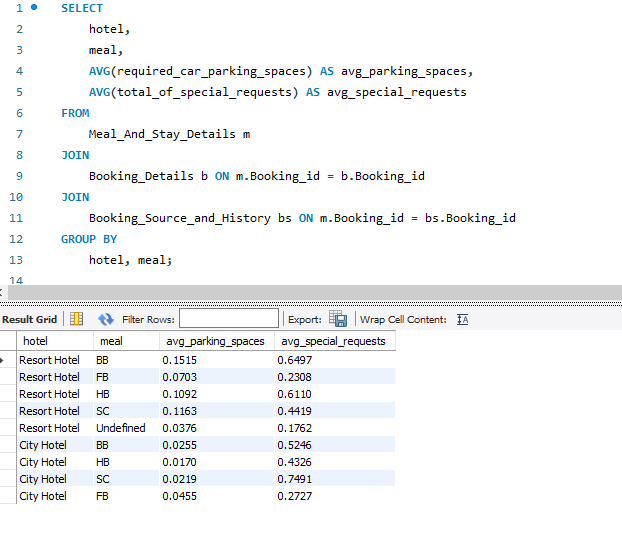 1 SELECT
2 hotel,
3 meal,
4 AVG(required_car_parking_spaces) AS avg_parking_spaces,
5 AVG(total_of_special_requests) AS avg_special_requests
6 FROM
7 Meal_And_Stay_Details m
8 JOIN
9 Booking_Details b ON m.Booking_id = b.Booking_id
10 JOIN
11 Booking_Source_and_History bs ON m.Booking_id = bs.Booking_id
12 GROUP BY
13 hotel, meal;
14
Result Grid Filter Rows: Export: Wrap Cell Content:
hotel meal avg_parking_spaces avg_special_requests
Resort Hotel BB 0.1515 0.6497
Resort Hotel FB 0.0703 0.2308
Resort Hotel HB 0.1092 0.6110
Resort Hotel SC 0.1163 0.4419
Resort Hotel Undefined 0.0376 0.1762
City Hotel BB 0.0255 0.5246
City Hotel HB 0.0170 0.4326
City Hotel SC 0.0219 0.7491
City Hotel FB 0.0455 0.2727